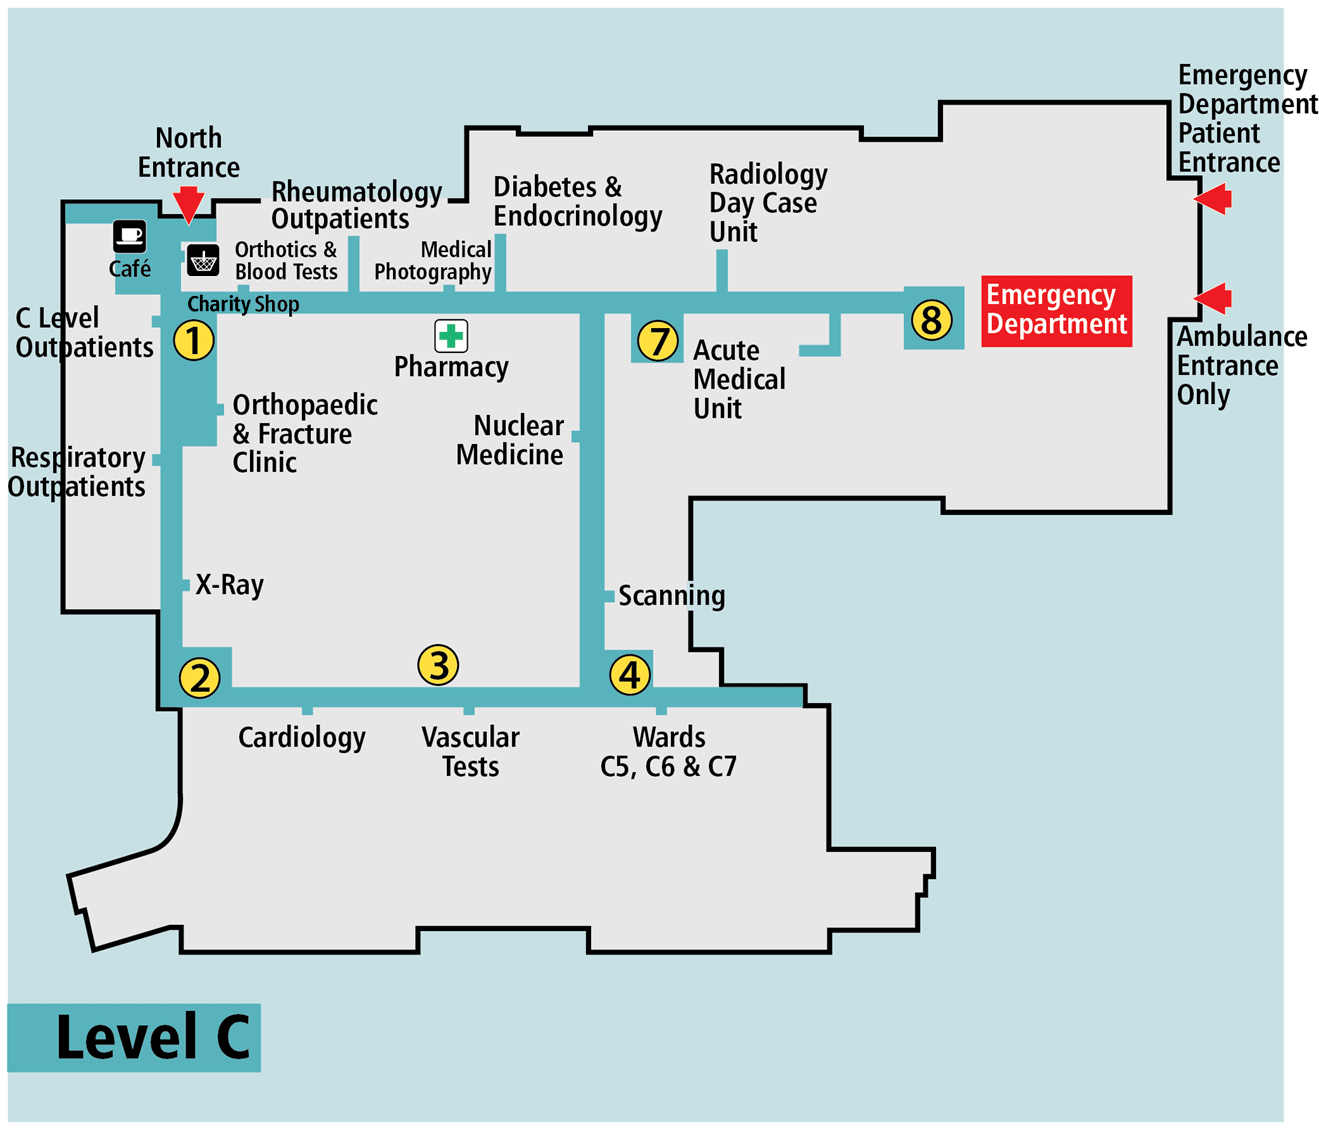 Emergency
Department
Patient
Entrance
North
Entrance
Rheumatology
Outpatients
Diabetes &
Endocrinology
Radiology
Day Case
Unit
Café
Orthotics &
Blood Tests
Medical
Photography
Charity Shop
Emergency
Department
C Level
Outpatients
1
Pharmacy
7
Acute
Medical
Unit
8
Ambulance
Entrance
Only
Orthopaedic
& Fracture
Clinic
Nuclear
Medicine
Respiratory
Outpatients
X-Ray
Scanning
2
3
4
Cardiology
Vascular
Tests
Wards
C5, C6 & C7
Level C